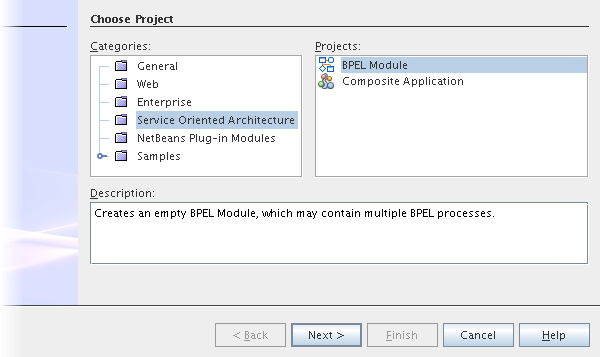 Choose Project
Categories:
General
Web
Enterprise
Service Oriented Architecture
NetBeans Plug-in Modules
Samples
Projects:
BPEL Module
Composite Application
Description:
Creates an empty BPEL Module, which may contain multiple BPEL processes.
< Back Next > Finish Cancel Help